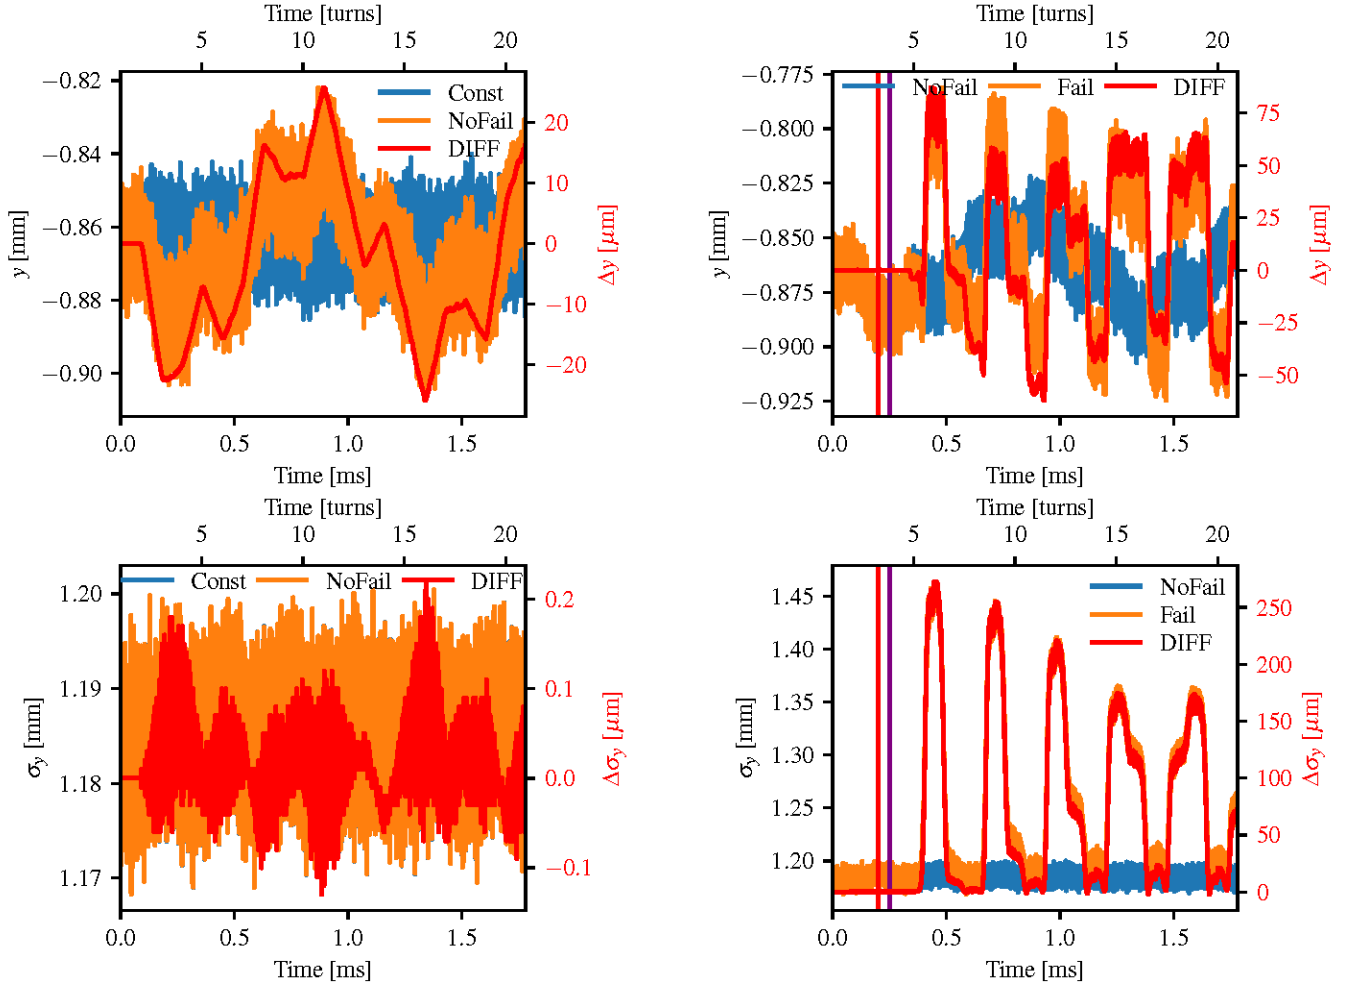 Time [turns]
5 10 15 20
−0.82
−0.84
−0.86
−0.88
−0.90
y [mm]
Const
NoFail
DIFF
20
10
0
−10
−20
Δy [μm]
0.0 0.5 1.0 1.5
Time [ms]
Time [turns]
5 10 15 20
−0.775
−0.800
−0.825
−0.850
−0.875
−0.900
−0.925
y [mm]
NoFail Fail DIFF
75
50
25
0
−25
−50
Δy [μm]
0.0 0.5 1.0 1.5
Time [ms]
Time [turns]
5 10 15 20
1.20
1.19
1.18
1.17
σy [mm]
Const NoFail DIFF
0.2
0.1
0.0
−0.1
Δσy [μm]
0.0 0.5 1.0 1.5
Time [ms]
Time [turns]
5 10 15 20
1.45
1.40
1.35
1.30
1.25
1.20
σy [mm]
NoFail
Fail
DIFF
250
200
150
100
50
0
Δσy [μm]
0.0 0.5 1.0 1.5
Time [ms]